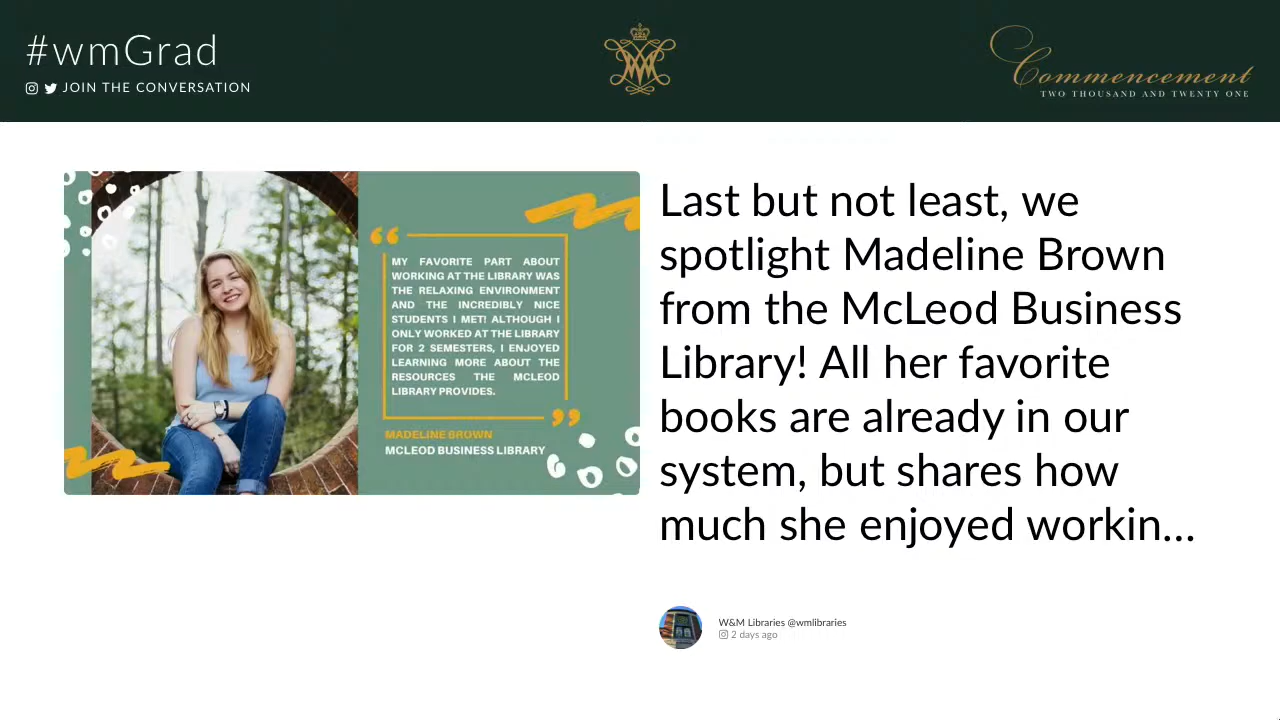 #wmGrad
JOIN THE CONVERSATION
Commencement
TWO THOUSAND AND TWENTY ONE
“
MY FAVORITE PART ABOUT
WORKING AT THE LIBRARY WAS
THE RELAXING ENVIRONMENT
AND THE INCREDIBLY NICE
STUDENTS I MET! ALTHOUGH I
ONLY WORKED AT THE LIBRARY
FOR 2 SEMESTERS, I ENJOYED
LEARNING MORE ABOUT THE
RESOURCES THE MCLEOD
LIBRARY PROVIDES.
”
MADELINE BROWN
MCLEOD BUSINESS LIBRARY
Last but not least, we
spotlight Madeline Brown
from the McLeod Business
Library! All her favorite
books are already in our
system, but shares how
much she enjoyed workin...
W&M Libraries @wmlibraries
2 days ago